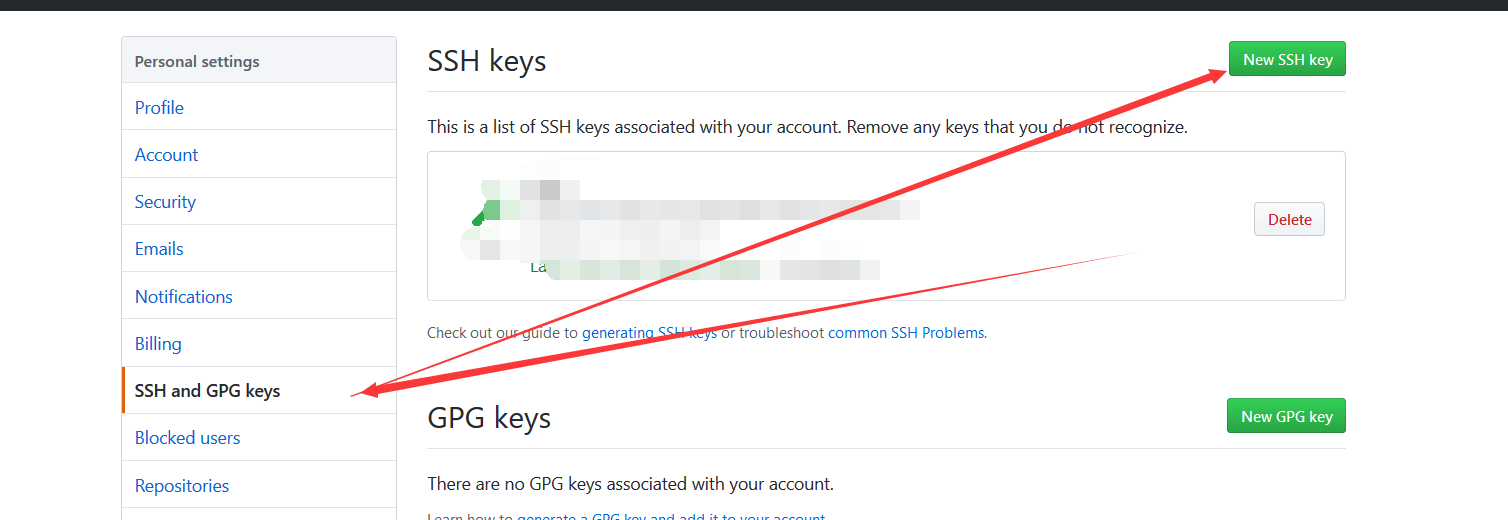 Personal settings
Profile
Account
Security
Emails
Notifications
Billing
SSH and GPG keys
Blocked users
Repositories
SSH keys
New SSH key
This is a list of SSH keys associated with your account. Remove any keys that you do not recognize.
La
Delete
Check out our guide to generating SSH keys or troubleshoot common SSH Problems.
GPG keys
New GPG key
There are no GPG keys associated with your account.
Learn how to generate a GPG key and add it to your account